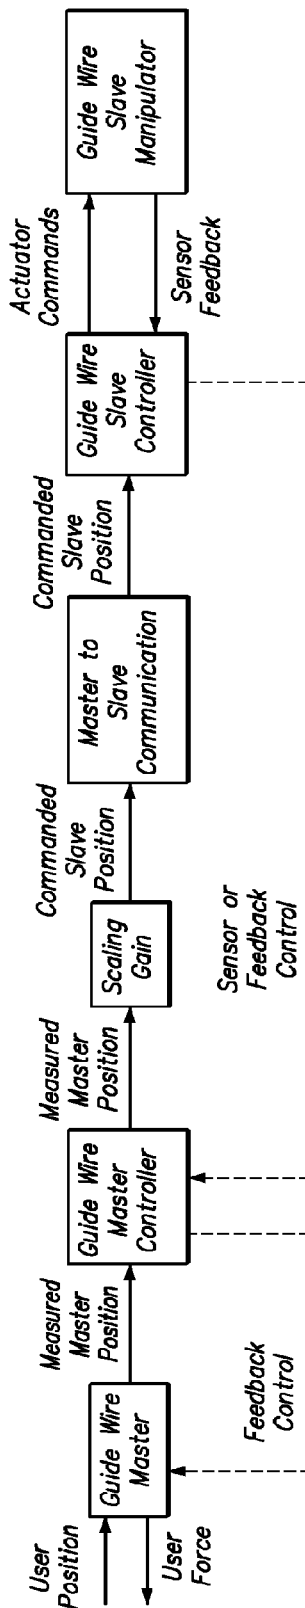 User
Position
User
Force
Guide Wire
Master
Measured
Master
Position
Feedback
Control
Guide Wire
Master
Controller
Measured
Master
Position
Scaling
Gain
Sensor or
Feedback
Control
Commanded
Slave
Position
Master to
Slave
Communication
Commanded
Slave
Position
Guide Wire
Slave
Controller
Actuator
Commands
Sensor
Feedback
Guide Wire
Slave
Manipulator